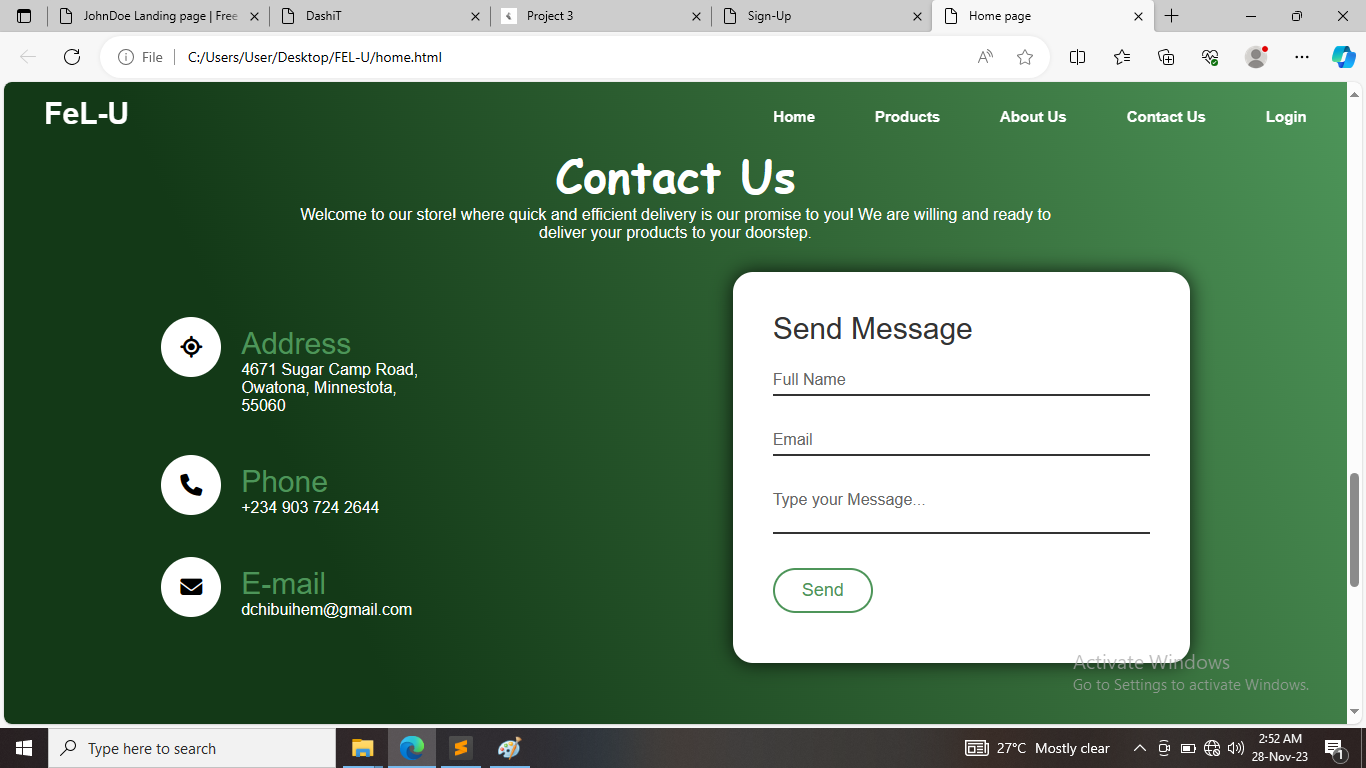 JohnDoe Landing page | Free
DashiT
Project 3
Sign-Up
Home page
File
C:/Users/User/Desktop/FEL-U/home.html
FeL-U
Home
Products
About Us
Contact Us
Login
Contact Us
Welcome to our store! where quick and efficient delivery is our promise to you! We are willing and ready to
deliver your products to your doorstep.
Address
4671 Sugar Camp Road,
Owatona, Minnestota,
55060
Phone
+234 903 724 2644
E-mail
dchibuihem@gmail.com
Send Message
Full Name
Email
Type your Message...
Send
Activate Windows
Go to Settings to activate Windows.
Type here to search
27°C Mostly clear
2:52 AM
28-Nov-23
1